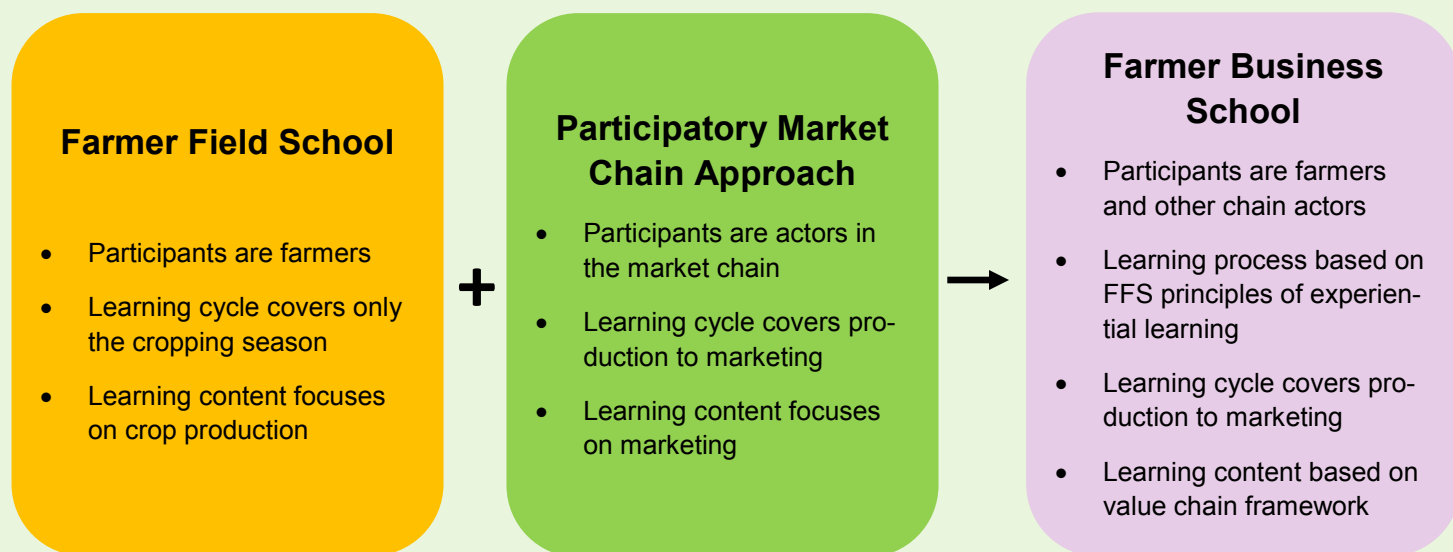 Farmer Field School
• Participants are farmers
• Learning cycle covers only
the cropping season
• Learning content focuses
on crop production
+
Participatory Market
Chain Approach
• Participants are actors in
the market chain
• Learning cycle covers pro-
duction to marketing
• Learning content focuses
on marketing
Farmer Business
School
• Participants are farmers
and other chain actors
• Learning process based on
FFS principles of experien-
tial learning
• Learning cycle covers pro-
duction to marketing
• Learning content based on
value chain framework